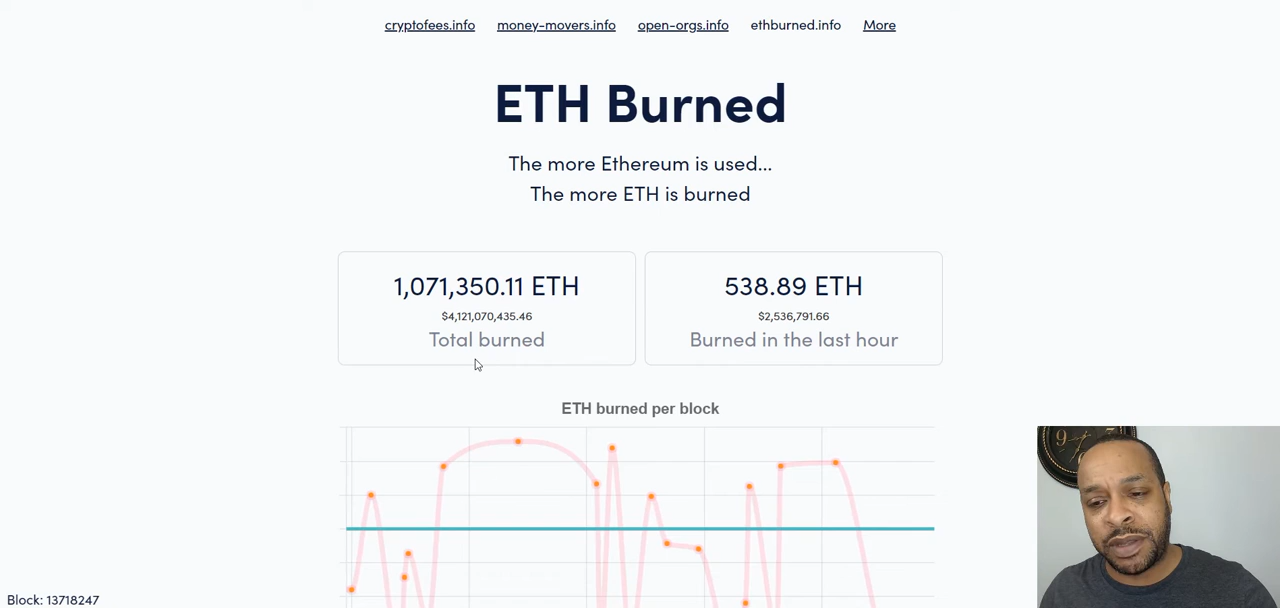 cryptofees.info money-movers.info open-orgs.info ethburned.info More
ETH Burned
The more Ethereum is used...
The more ETH is burned
1,071,350.11 ETH
$4,121,070,435.46
Total burned
538.89 ETH
$2,536,791.66
Burned in the last hour
ETH burned per block
Block: 13718247